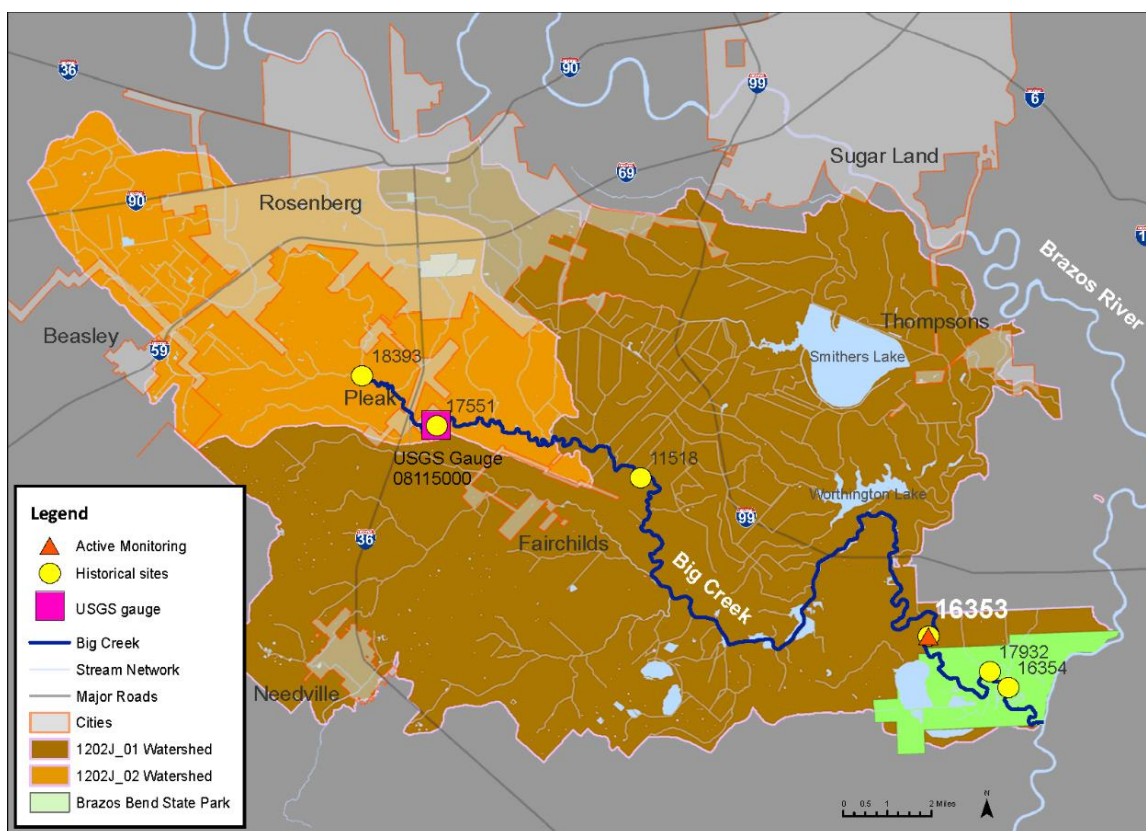 36
90
99
6
Sugar Land
69
90
Rosenberg
Brazos River
1
Beasley
59
Thompsons
Smithers Lake
18393
Pleak
17551
USGS Gauge
08115000
11518
Worthington Lake
99
36
Fairchilds
Big Creek
16353
17932
16354
Needville
Legend
Active Monitoring
Historical sites
USGS gauge
Big Creek
Stream Network
Major Roads
Cities
1202J_01 Watershed
1202J_02 Watershed
Brazos Bend State Park
0 0.5 1 2 Miles
N